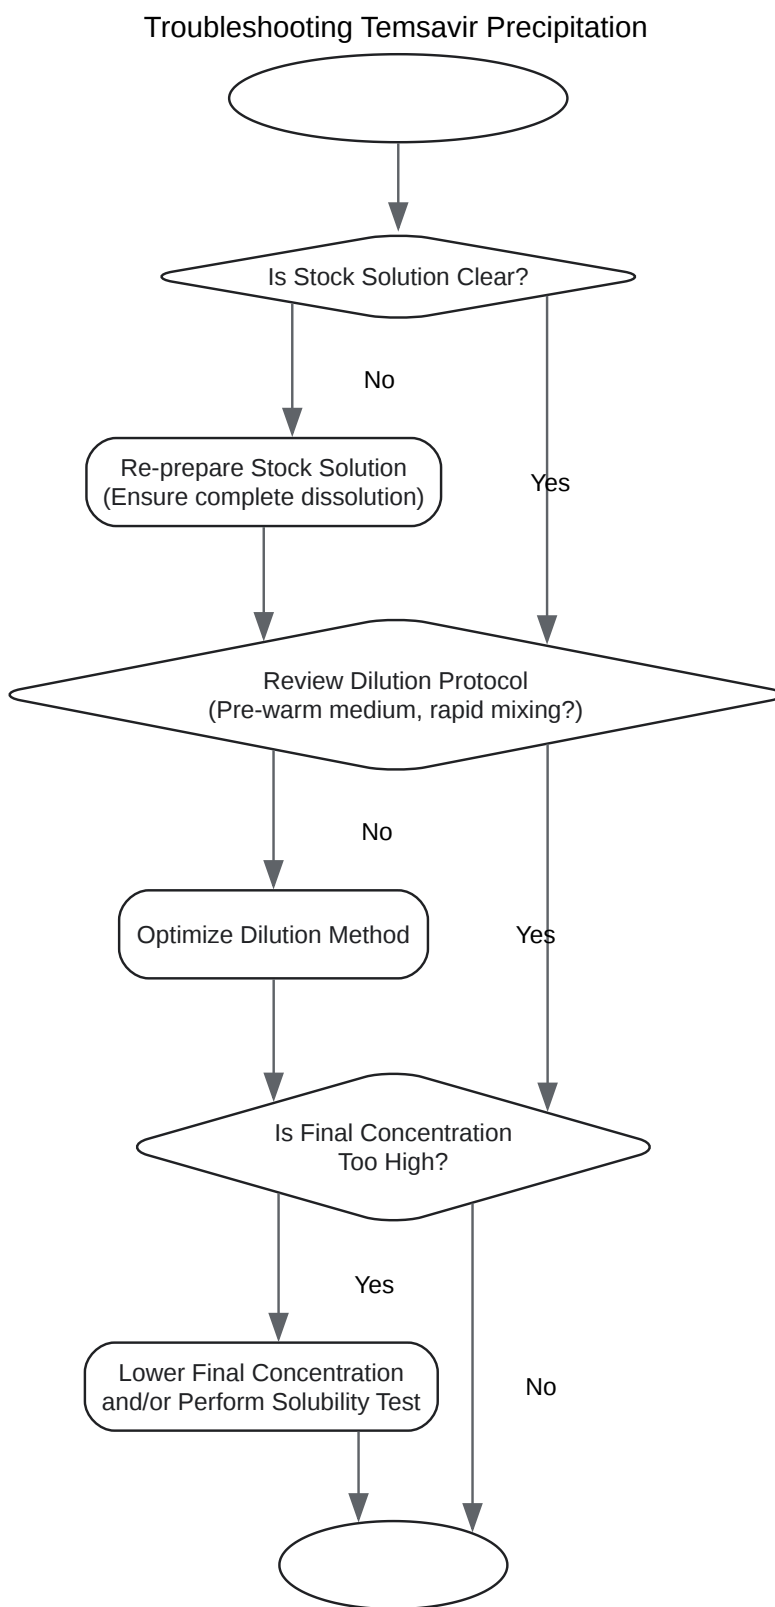 Troubleshooting Temsavir Precipitation
Is Stock Solution Clear?
No
Re-prepare Stock Solution
(Ensure complete dissolution)
Yes
Review Dilution Protocol
(Pre-warm medium, rapid mixing?)
No
Optimize Dilution Method
Yes
Is Final Concentration
Too High?
Yes
Lower Final Concentration
and/or Perform Solubility Test
No